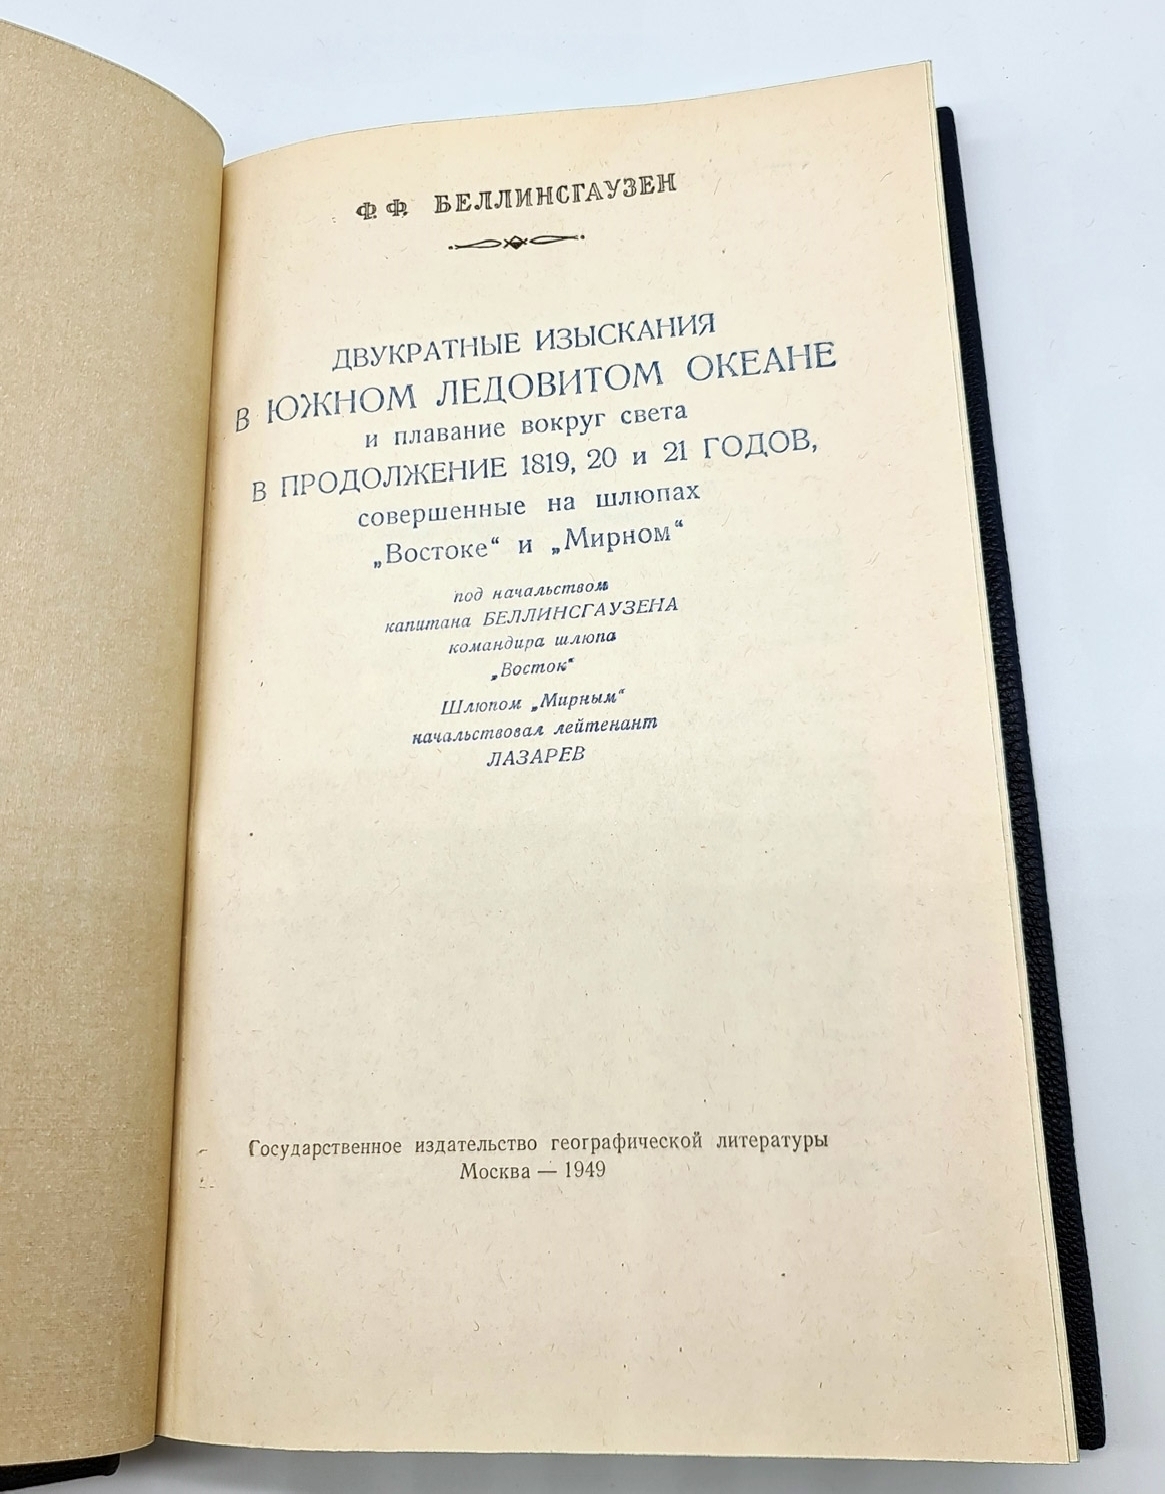 Ф. Ф. БЕЛЛИНСГАУЗЕН
ДВУКРАТНЫЕ ИЗЫСКАНИЯ
В ЮЖНОМ ЛЕДОВИТОМ ОКЕАНЕ
и плавание вокруг света
В ПРОДОЛЖЕНИЕ 1819, 20 и 21 ГОДОВ,
совершенные на шлюпах
„Востоке“ и „Мирном“
под начальством
капитана БЕЛЛИНСГАУЗЕНА
командира шлюпа
„Восток“
Шлюпом „Мирным“
начальствовал лейтенант
ЛАЗАРЕВ
Государственное издательство географической литературы
Москва — 1949